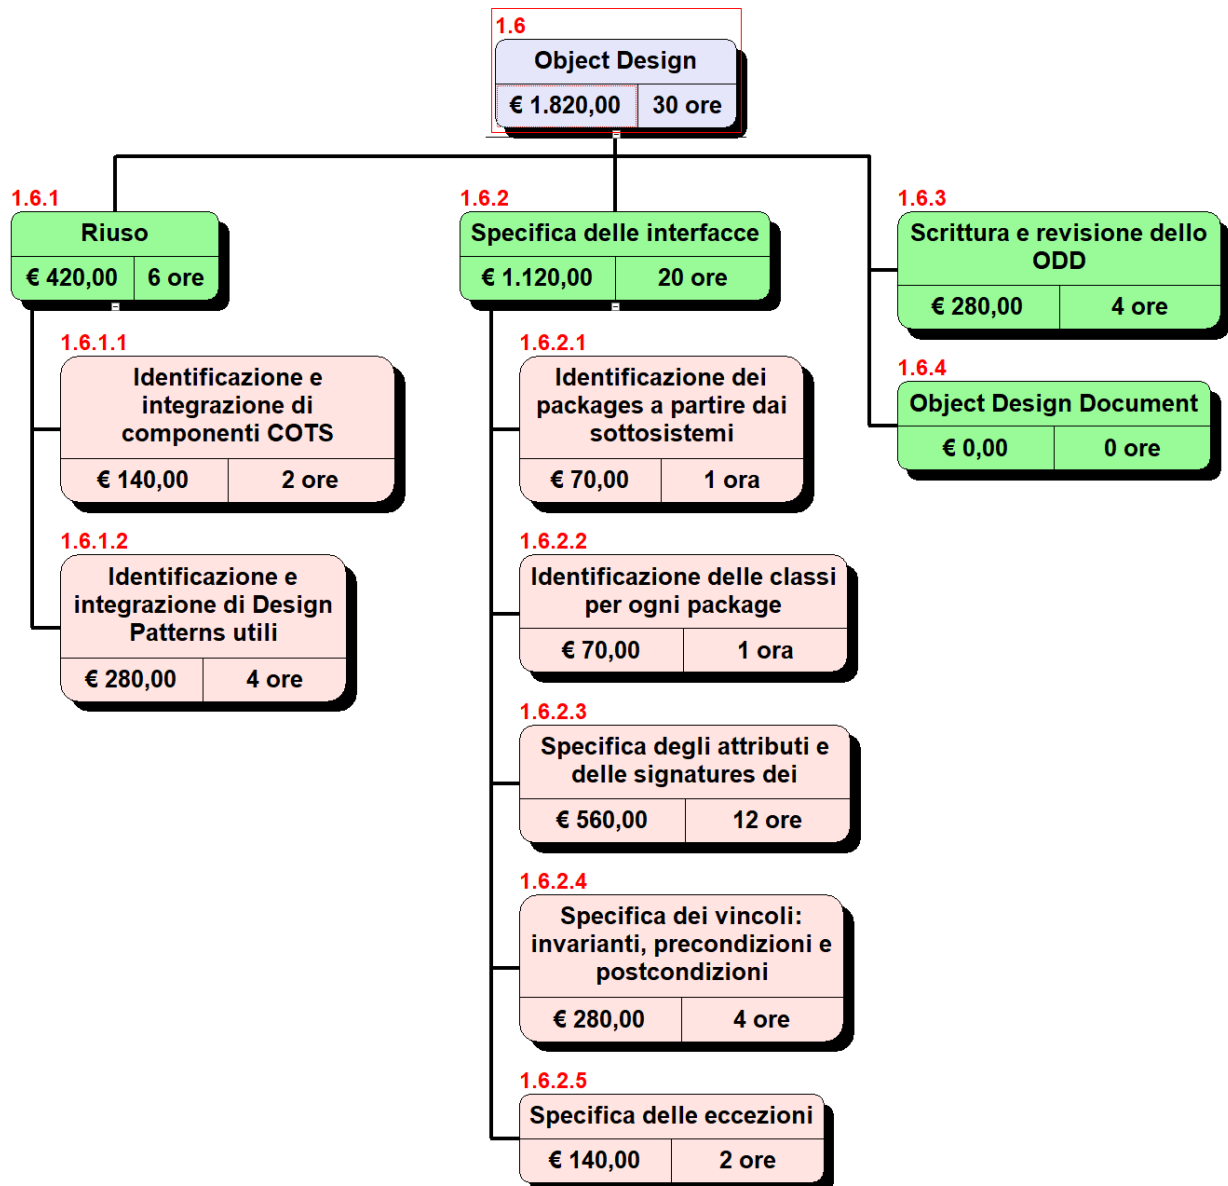 1.6
Object Design
€ 1.820,00 30 ore
1.6.1
Riuso
€ 420,00 6 ore
1.6.1.1
Identificazione e
integrazione di
componenti COTS
€ 140,00 2 ore
1.6.1.2
Identificazione e
integrazione di Design
Patterns utili
€ 280,00 4 ore
1.6.2
Specifica delle interfacce
€ 1.120,00 20 ore
1.6.2.1
Identificazione dei
packages a partire dai
sottosistemi
€ 70,00 1 ora
1.6.2.2
Identificazione delle classi
per ogni package
€ 70,00 1 ora
1.6.2.3
Specifica degli attributi e
delle signatures dei
€ 560,00 12 ore
1.6.2.4
Specifica dei vincoli:
invarianti, precondizioni e
postcondizioni
€ 280,00 4 ore
1.6.2.5
Specifica delle eccezioni
€ 140,00 2 ore
1.6.3
Scrittura e revisione dello
ODD
€ 280,00 4 ore
1.6.4
Object Design Document
€ 0,00 0 ore